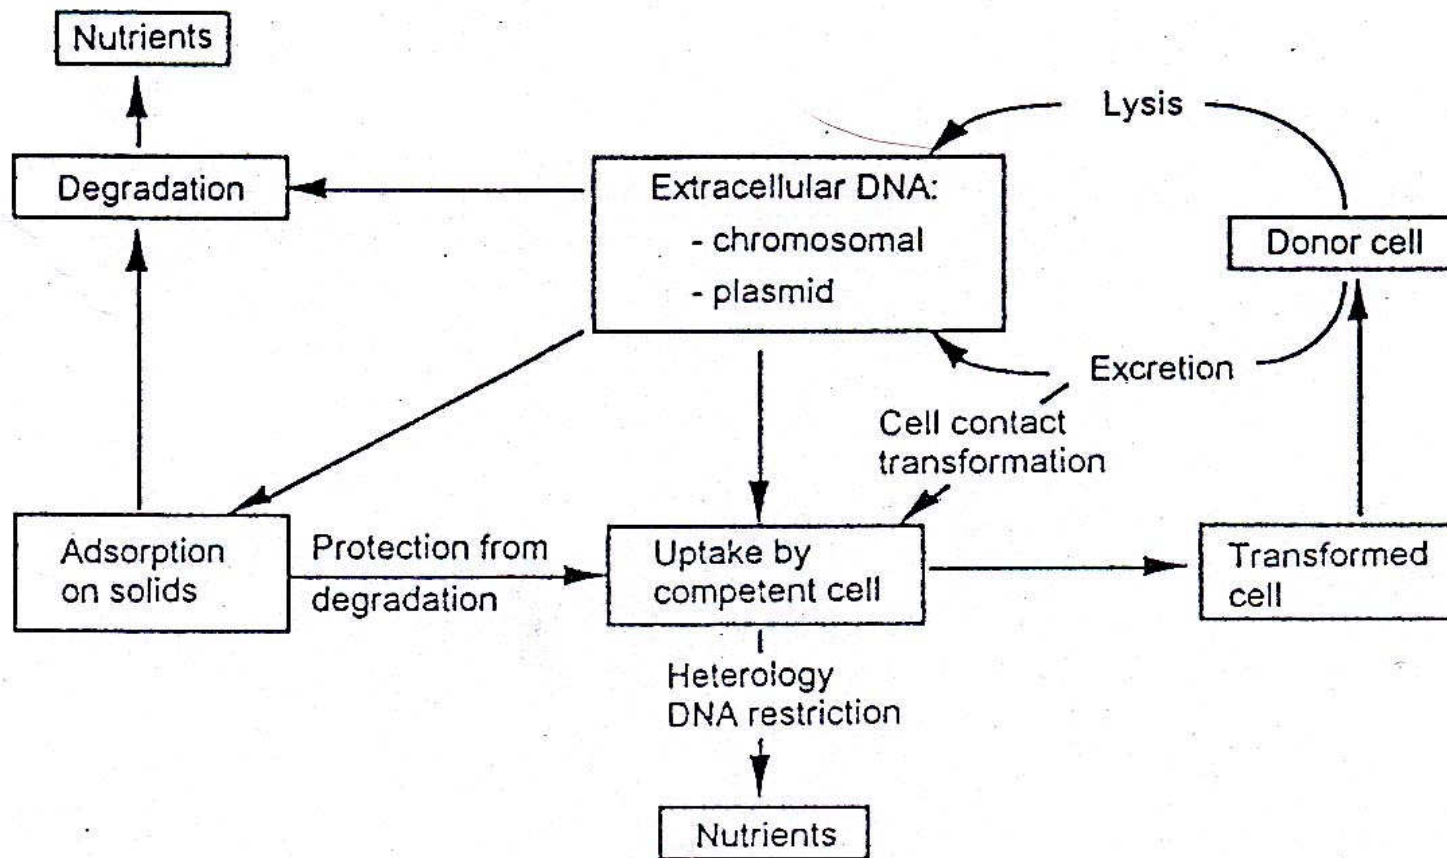 Nutrients
Lysis
Degradation
Extracellular DNA:
- chromosomal
- plasmid
Donor cell
Excretion
Cell contact
transformation
Adsorption
on solids
Protection from
degradation
Uptake by
competent cell
Transformed
cell
Heterology
DNA restriction
Nutrients